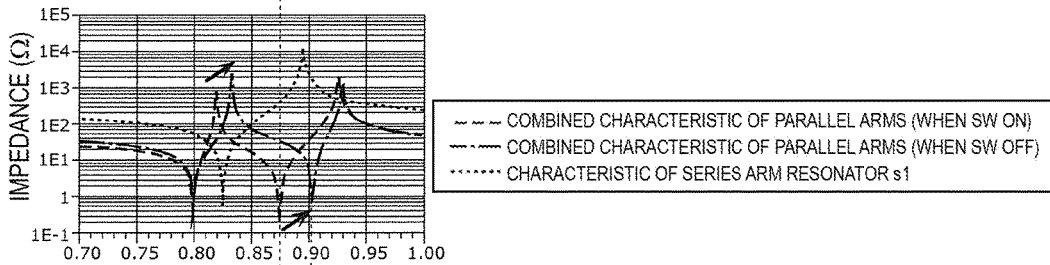 IMPEDANCE (Ω)
1E5
1E4
1E3
1E2
1E1
1
1E-1
0.70 0.75 0.80 0.85 0.90 0.95 1.00
COMBINED CHARACTERISTIC OF PARALLEL ARMS (WHEN SW ON)
COMBINED CHARACTERISTIC OF PARALLEL ARMS (WHEN SW OFF)
CHARACTERISTIC OF SERIES ARM RESONATOR s1